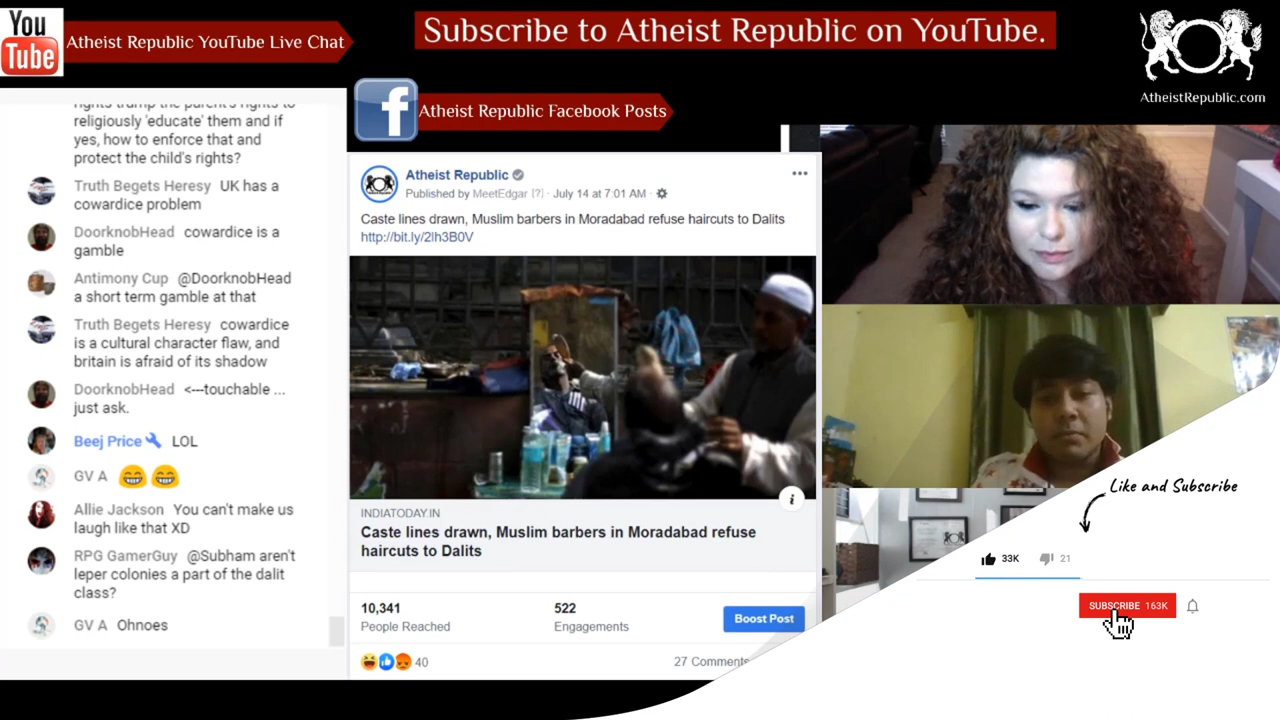 You
Tube
Atheist Republic YouTube Live Chat
Subscribe to Atheist Republic on YouTube.
AtheistRepublic.com
Atheist Republic Facebook Posts
rights trump the parent's rights to
religiously 'educate' them and if
yes, how to enforce that and
protect the child's rights?
Truth Begets Heresy UK has a
cowardice problem
DoorknobHead cowardice is a
gamble
Antimony Cup @DoorknobHead
a short term gamble at that
Truth Begets Heresy cowardice
is a cultural character flaw, and
britain is afraid of its shadow
DoorknobHead <---touchable ...
just ask.
Beej Price LOL
GV A 😂😂
Allie Jackson You can't make us
laugh like that XD
RPG GamerGuy @Subham aren't
leper colonies a part of the dalit
class?
GV A Ohnoes
Atheist Republic
Published by MeetEdgar [?] · July 14 at 7:01 AM ·
Caste lines drawn, Muslim barbers in Moradabad refuse haircuts to Dalits
http://bit.ly/2lh3B0V
INDIATODAY.IN
Caste lines drawn, Muslim barbers in Moradabad refuse
haircuts to Dalits
10,341
People Reached
522
Engagements
Boost Post
40
27 Comments
Like and Subscribe
33K
21
SUBSCRIBE 163K